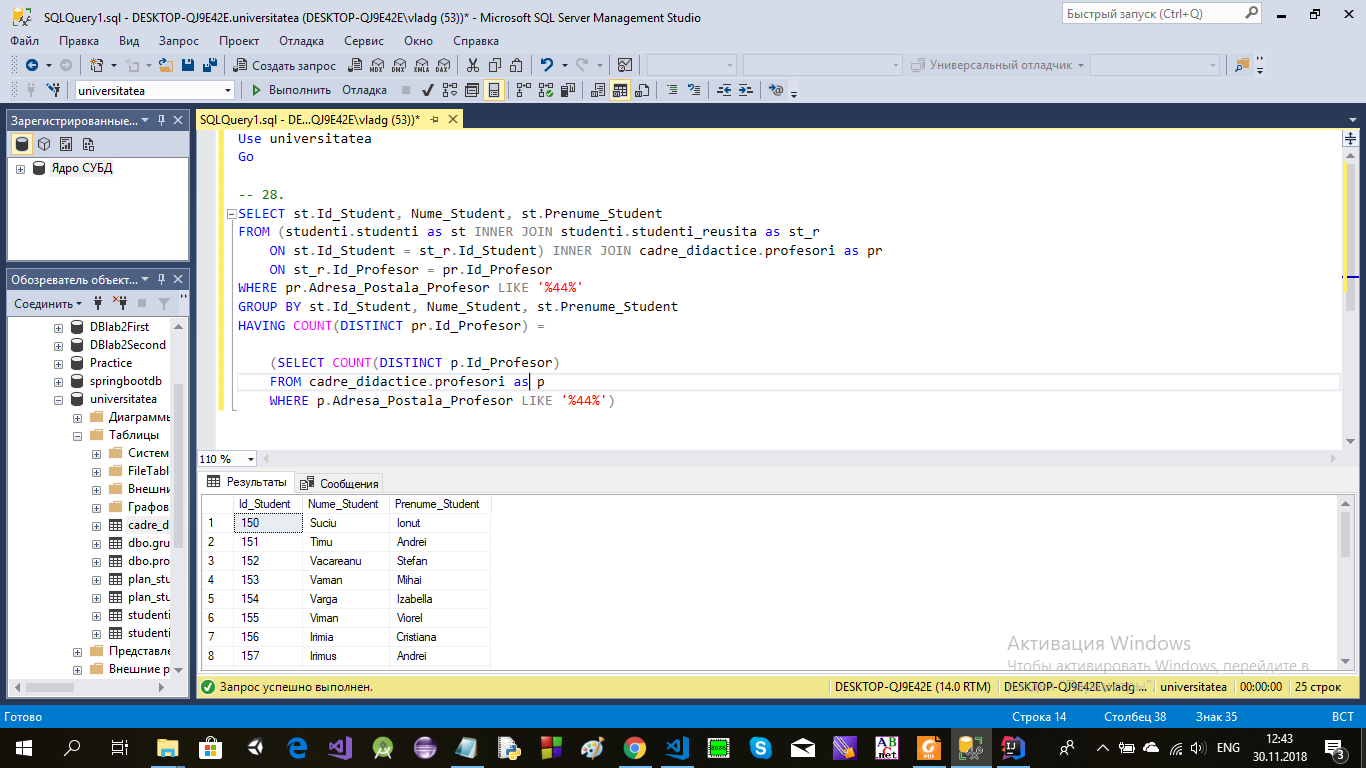 SQLQuery1.sql - DESKTOP-QJ9E42E.universitatea (DESKTOP-QJ9E42E\vladg (53))* - Microsoft SQL Server Management Studio
Быстрый запуск (Ctrl+Q)
Файл Правка Вид Запрос Проект Отладка Сервис Окно Справка
Создать запрос MDX DMX XMLA DAX Универсальный отладчик
universitatea Выполнить Отладка
Зарегистрированные...
Ядро СУБД
Обозреватель объект...
Соединить
DBlab2First
DBlab2Second
Practice
springbootdb
universitatea
Диаграммы
Таблицы
Систем
FileTabl
Внешни
Графов
cadre_d
dbo.gru
dbo.pro
plan_stu
plan_stu
studenti
studenti
Представле
Внешние р
SQLQuery1.sql - DE...QJ9E42E\vladg (53))*
Use universitatea
Go
-- 28.
SELECT st.Id_Student, Nume_Student, st.Prenume_Student
FROM (studenti.studenti as st INNER JOIN studenti.studenti_reusita as st_r
ON st.Id_Student = st_r.Id_Student) INNER JOIN cadre_didactice.profesori as pr
ON st_r.Id_Profesor = pr.Id_Profesor
WHERE pr.Adresa_Postala_Profesor LIKE '%44%'
GROUP BY st.Id_Student, Nume_Student, st.Prenume_Student
HAVING COUNT(DISTINCT pr.Id_Profesor) =
(SELECT COUNT(DISTINCT p.Id_Profesor)
FROM cadre_didactice.profesori as p
WHERE p.Adresa_Postala_Profesor LIKE '%44%')
110 %
Результаты Сообщения
Id_Student Nume_Student Prenume_Student
1 150 Suciu Ionut
2 151 Timu Andrei
3 152 Vacareanu Stefan
4 153 Vaman Mihai
5 154 Varga Izabella
6 155 Viman Viorel
7 156 Irimia Cristiana
8 157 Irimus Andrei
Активация Windows
Чтобы активировать Windows, перейдите в
Запрос успешно выполнен. DESKTOP-QJ9E42E (14.0 RTM) DESKTOP-QJ9E42E\vladg ... universitatea 00:00:00 25 строк
Готово Строка 14 Столбец 38 Знак 35 ВСТ
ENG
12:43
30.11.2018
3